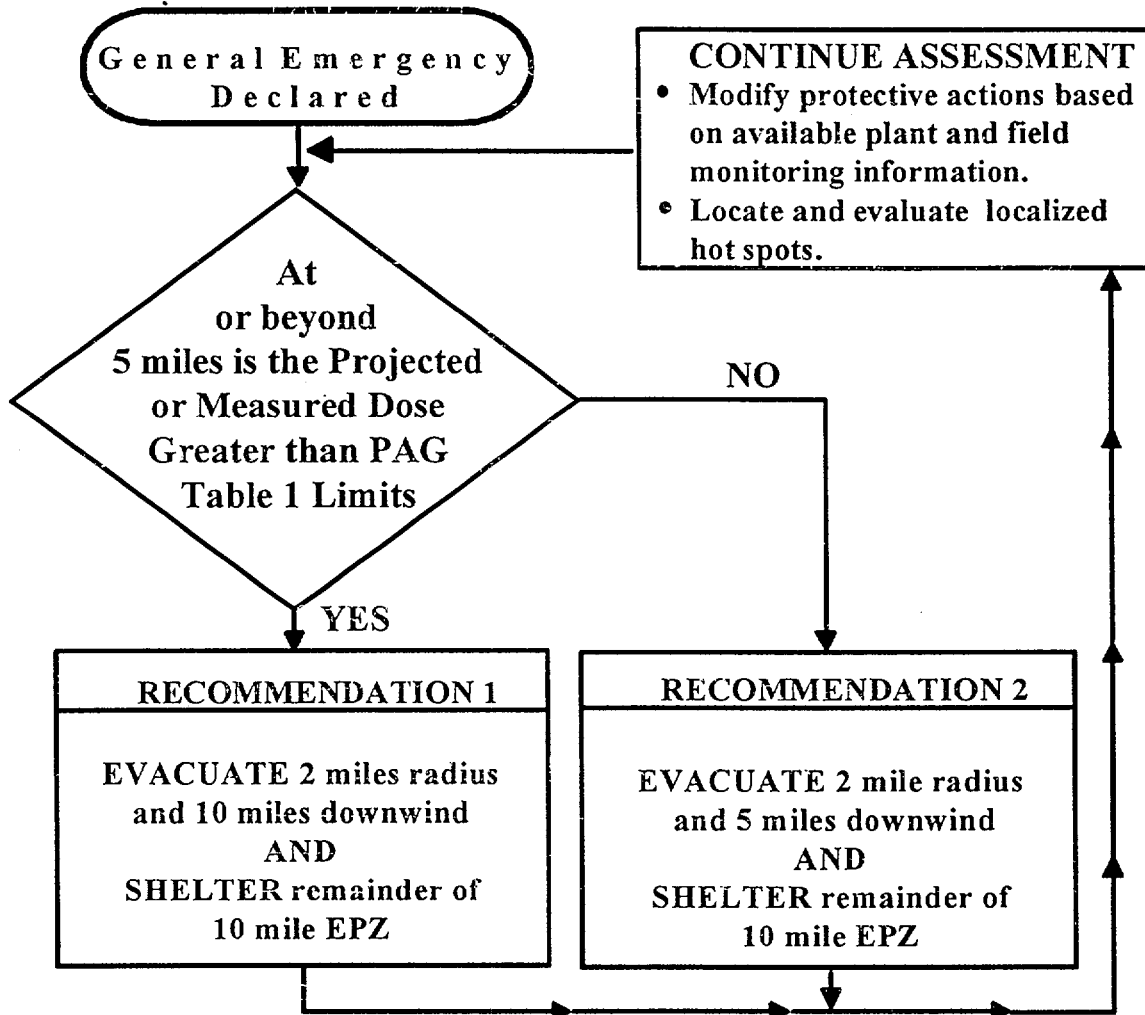 General Emergency
Declared
CONTINUE ASSESSMENT
• Modify protective actions based
on available plant and field
monitoring information.
• Locate and evaluate localized
hot spots.
At
or beyond
5 miles is the Projected
or Measured Dose
Greater than PAG
Table 1 Limits
NO
YES
RECOMMENDATION 1
EVACUATE 2 miles radius
and 10 miles downwind
AND
SHELTER remainder of
10 mile EPZ
RECOMMENDATION 2
EVACUATE 2 mile radius
and 5 miles downwind
AND
SHELTER remainder of
10 mile EPZ